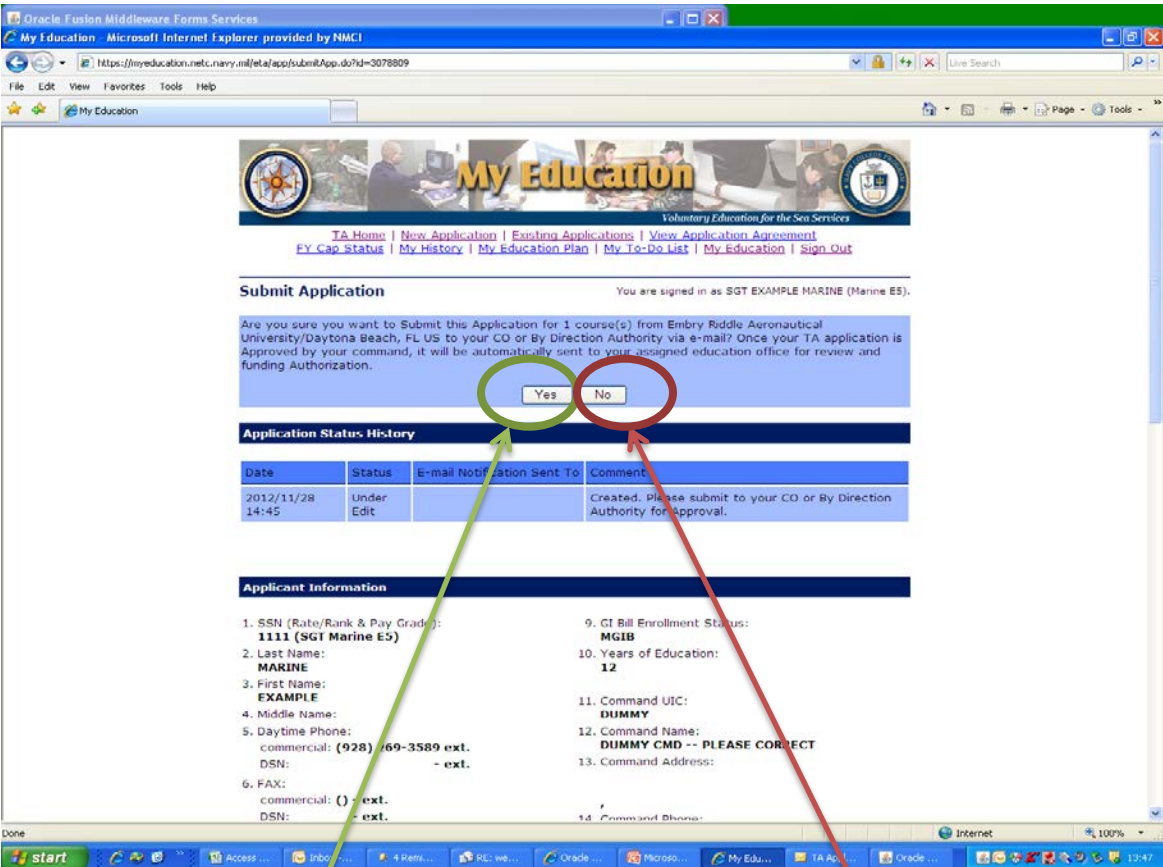 Oracle Fusion Middleware Forms Services
My Education - Microsoft Internet Explorer provided by NMCI
https://myeducation.netc.navy.mil/eta/app/submitApp.do?id=3078809
Live Search
File Edit View Favorites Tools Help
My Education
Page Tools
My Education
Voluntary Education for the Sea Services
TA Home | New Application | Existing Applications | View Application Agreement
FY Cap Status | My History | My Education Plan | My To-Do List | My Education | Sign Out
Submit Application
You are signed in as SGT EXAMPLE MARINE (Marine E5).
Are you sure you want to Submit this Application for 1 course(s) from Embry Riddle Aeronautical
University/Daytona Beach, FL US to your CO or By Direction Authority via e-mail? Once your TA application is
Approved by your command, it will be automatically sent to your assigned education office for review and
funding Authorization.
Yes No
Application Status History
Date Status E-mail Notification Sent To Comment
2012/11/28 Under Created. Please submit to your CO or By Direction
14:45 Edit Authority for Approval.
Applicant Information
1. SSN (Rate/Rank & Pay Grade): 9. GI Bill Enrollment Status:
1111 (SGT Marine E5) MGIB
2. Last Name: 10. Years of Education:
MARINE 12
3. First Name:
EXAMPLE 11. Command UIC:
4. Middle Name: DUMMY
5. Daytime Phone: 12. Command Name:
commercial: (928) 269-3589 ext. DUMMY CMD -- PLEASE CORRECT
DSN: - ext. 13. Command Address:
6. FAX:
commercial: () - ext. ,
DSN: - ext. 14. Command Phone:
Done Internet 100%
start Access ... Inbo... 4 Remi... RE: we... Oracle ... Microso... My Edu... TA Ap... Oracle ... 13:47